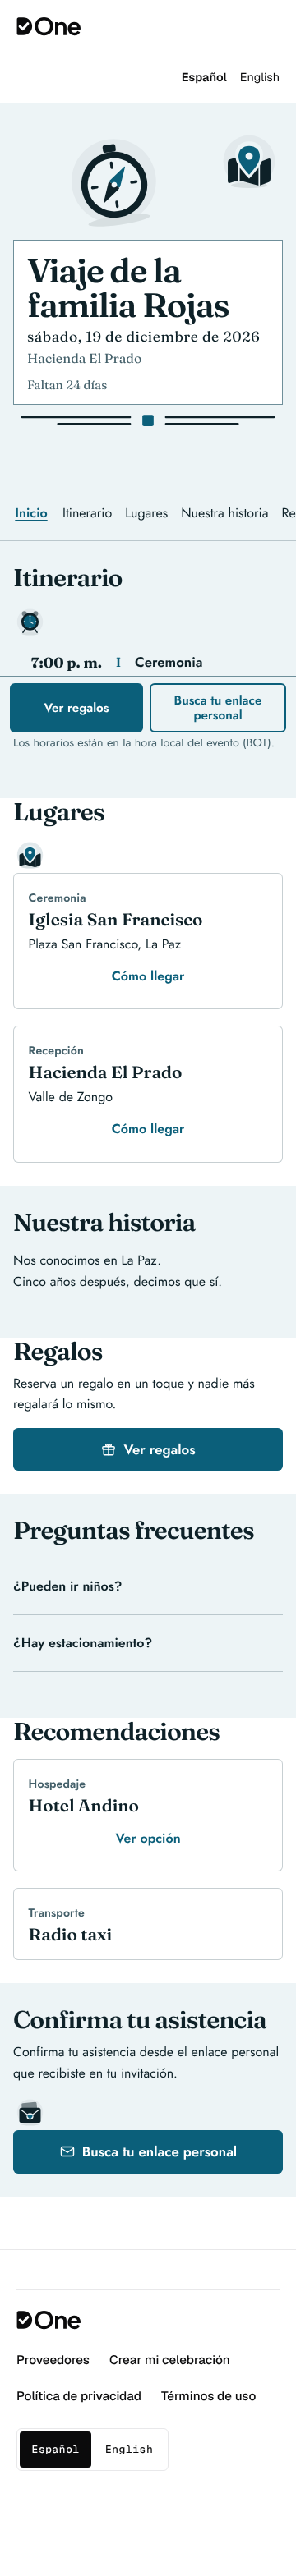 One
Español English
Viaje de la
familia Rojas
sábado, 19 de diciembre de 2026
Hacienda El Prado
Faltan 24 días
Inicio Itinerario Lugares Nuestra historia Re
Itinerario
7:00 p. m. I Ceremonia
Ver regalos
Busca tu enlace
personal
Los horarios están en la hora local del evento (BOT).
Lugares
Ceremonia
Iglesia San Francisco
Plaza San Francisco, La Paz
Cómo llegar
Recepción
Hacienda El Prado
Valle de Zongo
Cómo llegar
Nuestra historia
Nos conocimos en La Paz.
Cinco años después, decimos que sí.
Regalos
Reserva un regalo en un toque y nadie más
regalará lo mismo.
Ver regalos
Preguntas frecuentes
¿Pueden ir niños?
¿Hay estacionamiento?
Recomendaciones
Hospedaje
Hotel Andino
Ver opción
Transporte
Radio taxi
Confirma tu asistencia
Confirma tu asistencia desde el enlace personal
que recibiste en tu invitación.
Busca tu enlace personal
One
Proveedores Crear mi celebración
Política de privacidad Términos de uso
Español English